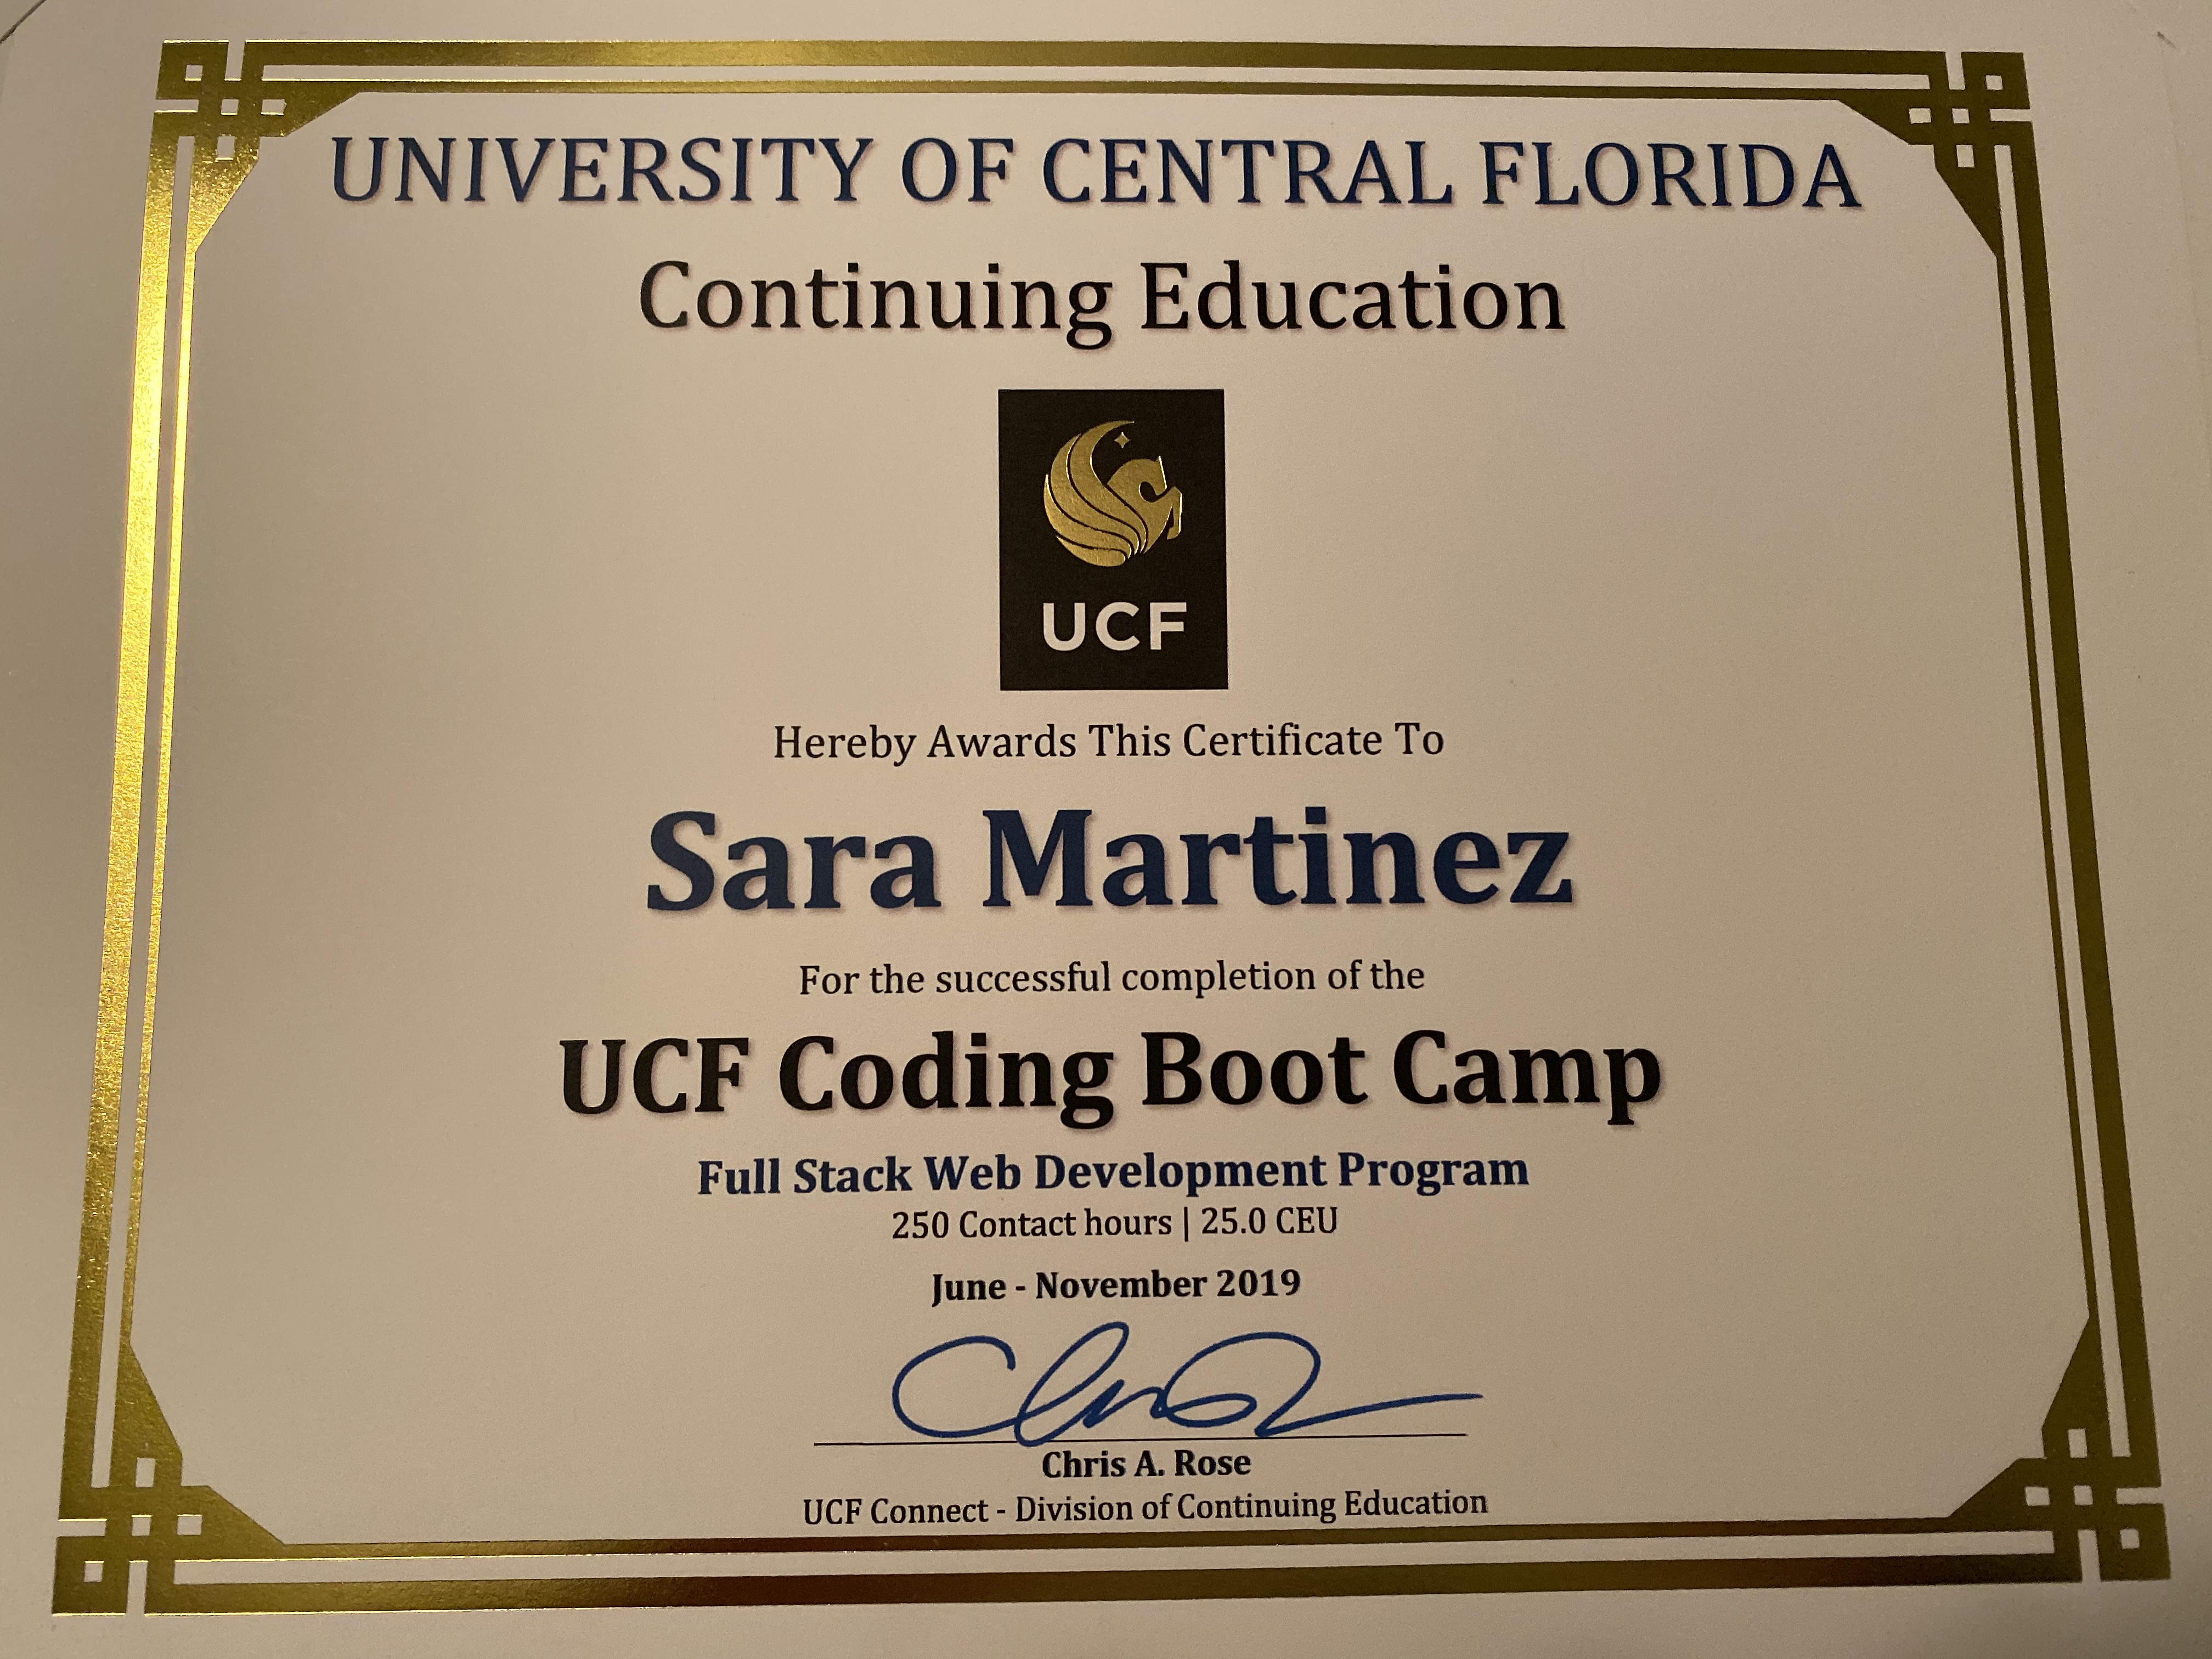 UNIVERSITY OF CENTRAL FLORIDA
Continuing Education
UCF
Hereby Awards This Certificate To
Sara Martinez
For the successful completion of the
UCF Coding Boot Camp
Full Stack Web Development Program
250 Contact hours | 25.0 CEU
June - November 2019
Chris A. Rose
UCF Connect - Division of Continuing Education